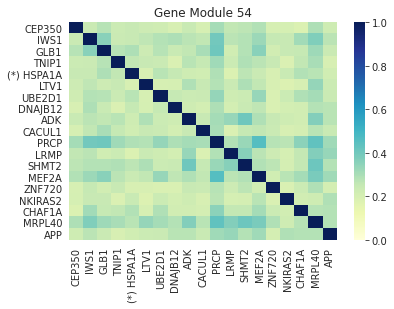 Gene Module 54
CEP350
IWS1
GLB1
TNIP1
(*) HSPA1A
LTV1
UBE2D1
DNAJB12
ADK
CACUL1
PRCP
LRMP
SHMT2
MEF2A
ZNF720
NKIRAS2
CHAF1A
MRPL40
APP
CEP350
IWS1
GLB1
TNIP1
(*) HSPA1A
LTV1
UBE2D1
DNAJB12
ADK
CACUL1
PRCP
LRMP
SHMT2
MEF2A
ZNF720
NKIRAS2
CHAF1A
MRPL40
APP
1.0
0.8
0.6
0.4
0.2
0.0